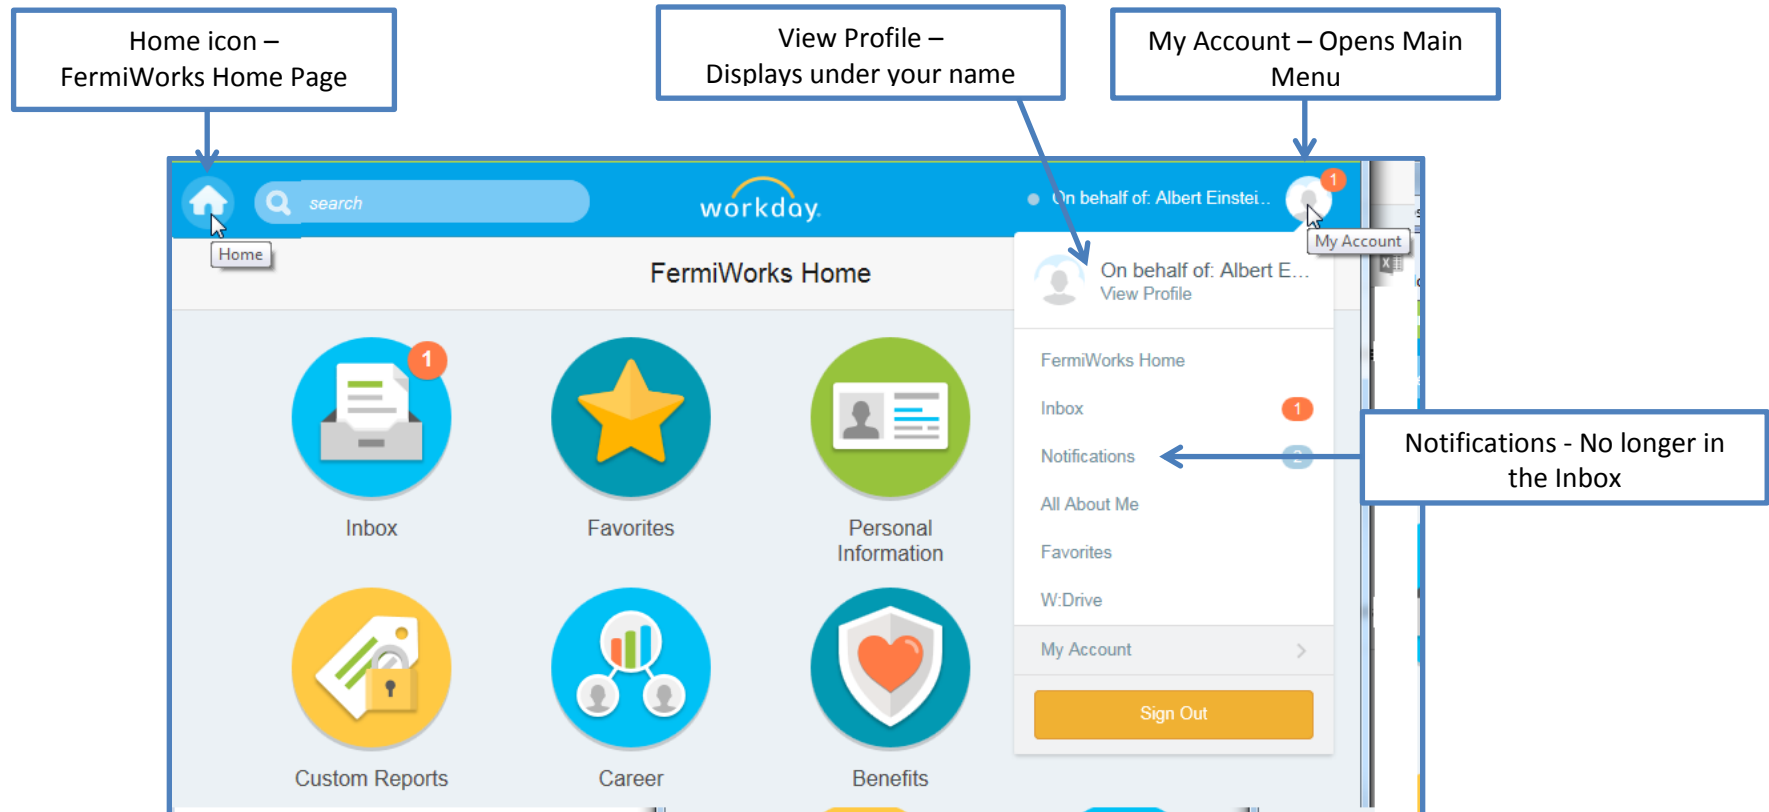 Home icon –
FermiWorks Home Page
View Profile –
Displays under your name
My Account – Opens Main
Menu
search
workday.
On behalf of: Albert Einstei...
1
Home
My Account
FermiWorks Home
On behalf of: Albert E...
View Profile
FermiWorks Home
Inbox
1
Notifications
2
All About Me
Favorites
W:Drive
My Account
Sign Out
Notifications - No longer in
the Inbox
1
Inbox
Favorites
Personal
Information
Custom Reports
Career
Benefits